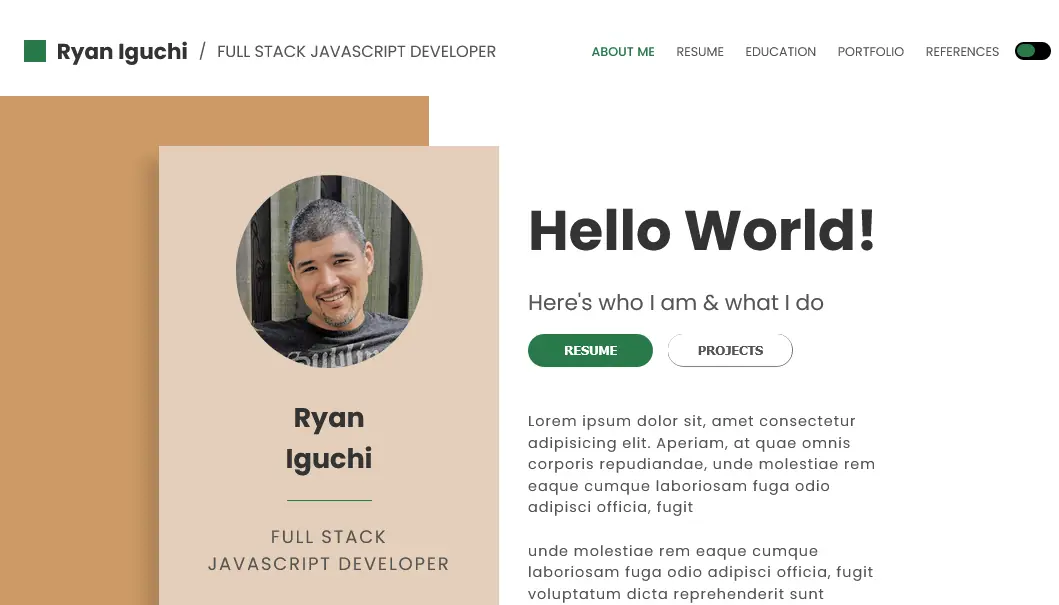 Ryan Iguchi / FULL STACK JAVASCRIPT DEVELOPER
ABOUT ME RESUME EDUCATION PORTFOLIO REFERENCES
Ryan
Iguchi
FULL STACK
JAVASCRIPT DEVELOPER
Hello World!
Here's who I am & what I do
RESUME PROJECTS
Lorem ipsum dolor sit, amet consectetur
adipisicing elit. Aperiam, at quae omnis
corporis repudiandae, unde molestiae rem
eaque cumque laboriosam fuga odio
adipisci officia, fugit
unde molestiae rem eaque cumque
laboriosam fuga odio adipisci officia, fugit
voluptatum dicta reprehenderit sunt